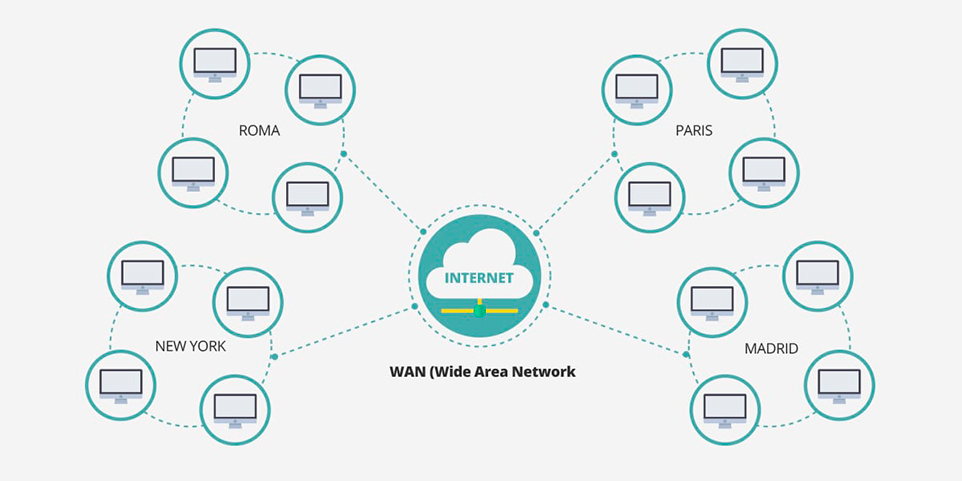 ROMA
PARIS
INTERNET
NEW YORK
MADRID
WAN (Wide Area Network